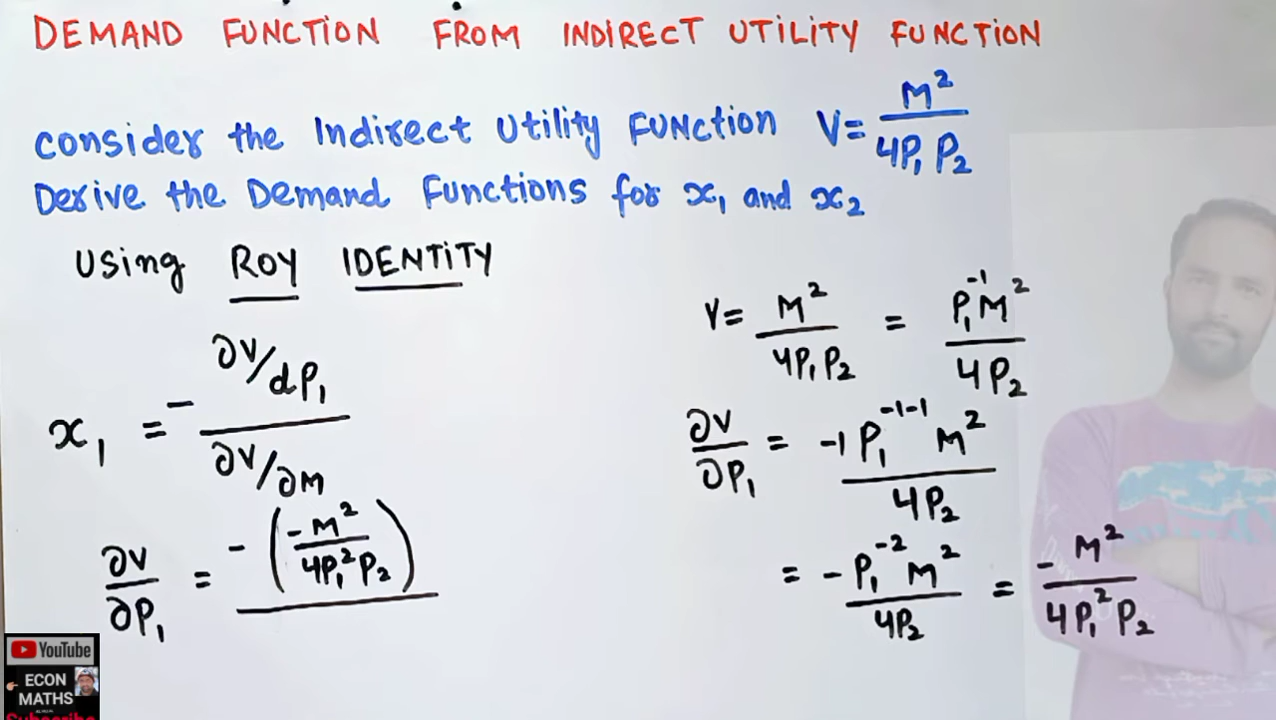 DEMAND FUNCTION FROM INDIRECT UTILITY FUNCTION
consider the Indirect Utility FUNCTION V = M²/4P₁P₂
Derive the Demand Functions for x₁ and x₂
Using ROY IDENTITY
x₁ = - (∂V/dP₁)/(∂V/∂M)
∂V/∂P₁ = -(-M²/4P₁²P₂)/
V = M²/4P₁P₂ = P₁⁻¹M²/4P₂
∂V/∂P₁ = -1P₁⁻¹⁻¹M²/4P₂
= -P₁⁻²M²/4P₂ = -M²/4P₁²P₂
YouTube
ECON
MATHS
Subscribe